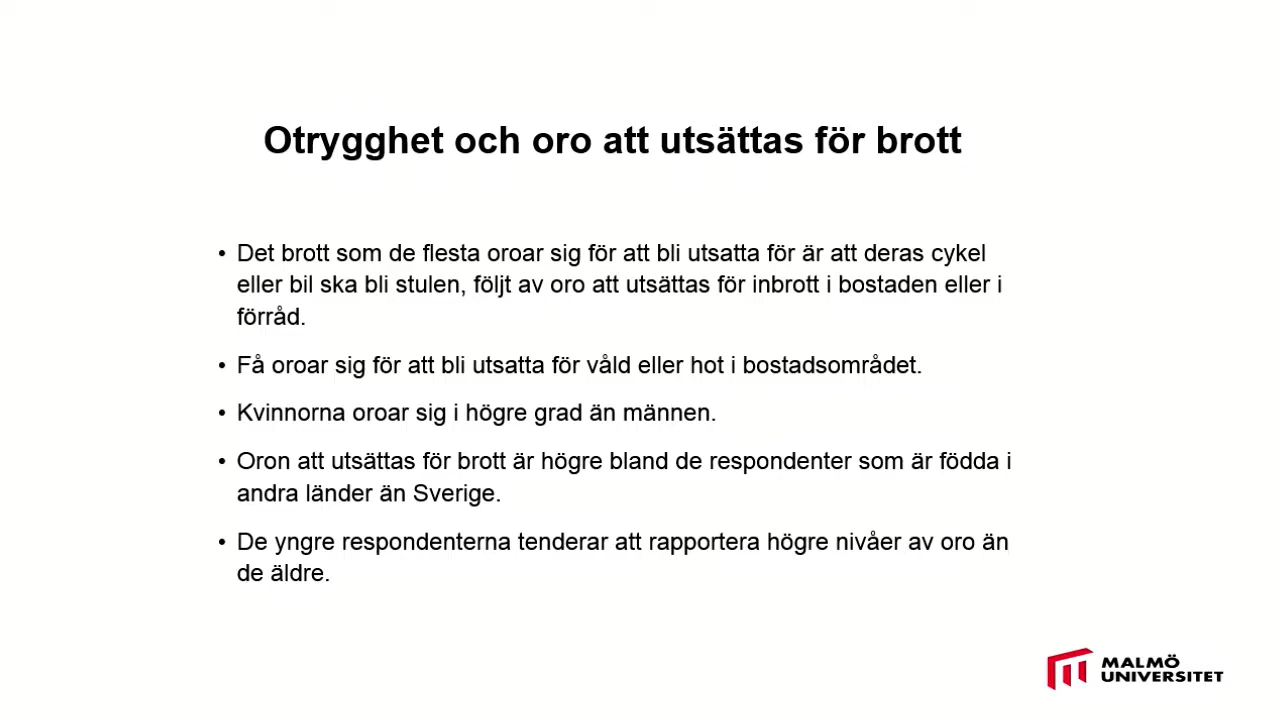 Otrygghet och oro att utsättas för brott
• Det brott som de flesta oroar sig för att bli utsatta för är att deras cykel
eller bil ska bli stulen, följt av oro att utsättas för inbrott i bostaden eller i
förråd.
• Få oroar sig för att bli utsatta för våld eller hot i bostadsområdet.
• Kvinnorna oroar sig i högre grad än männen.
• Oron att utsättas för brott är högre bland de respondenter som är födda i
andra länder än Sverige.
• De yngre respondenterna tenderar att rapportera högre nivåer av oro än
de äldre.
MALMÖ
UNIVERSITET